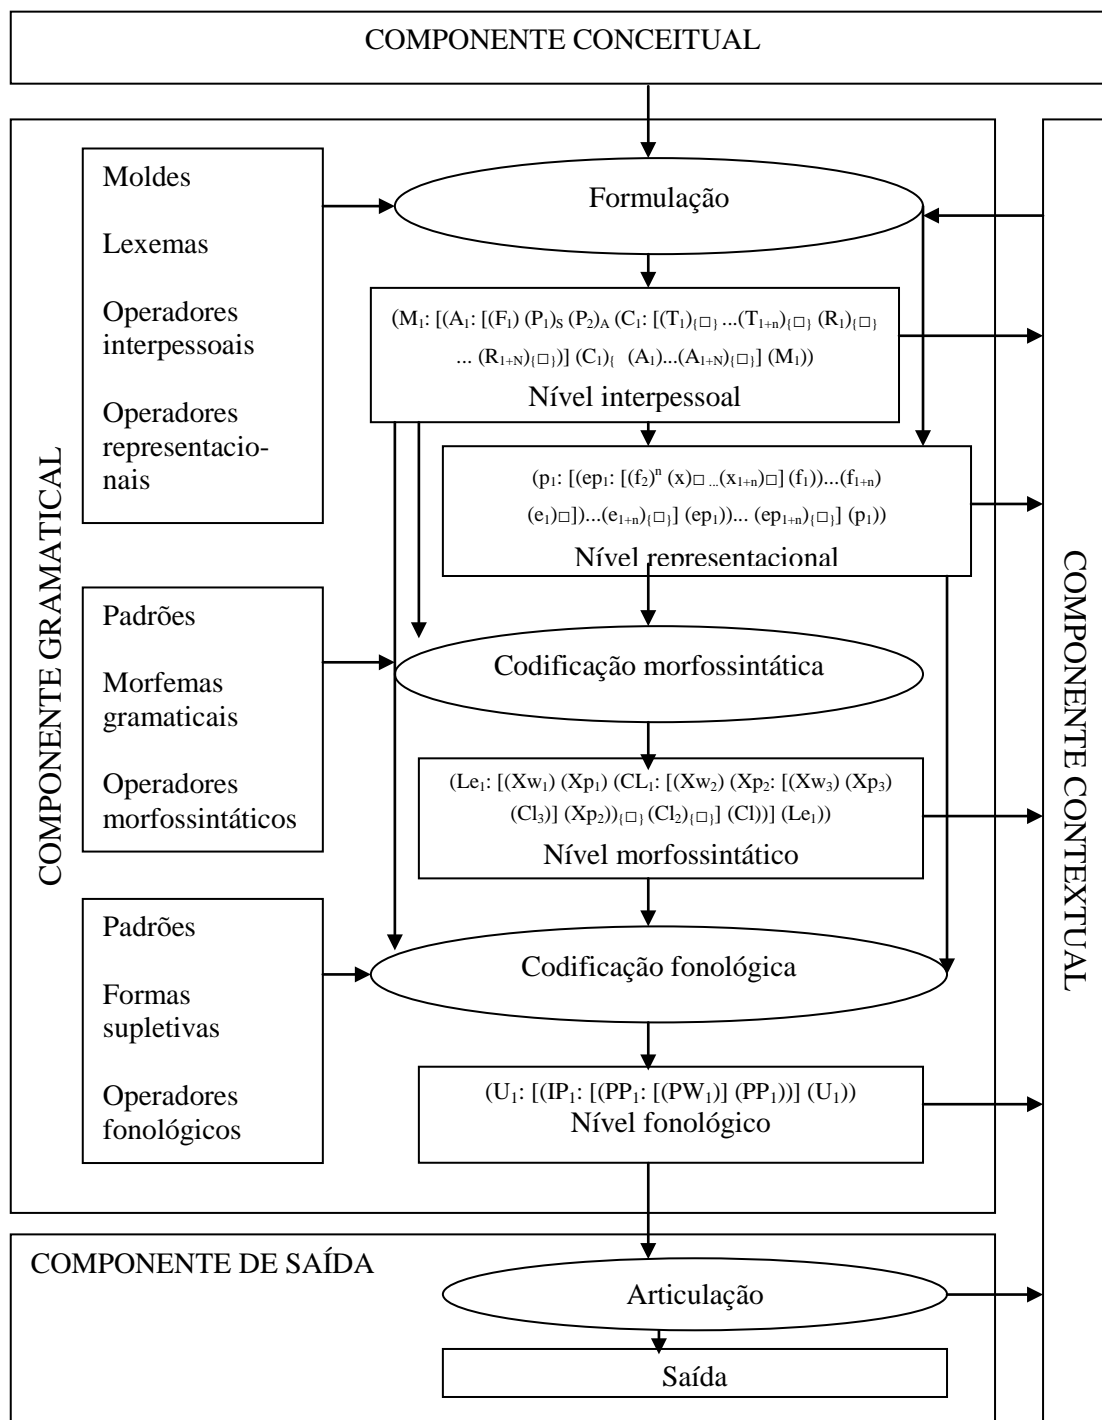 COMPONENTE CONCEITUAL
Moldes
Lexemas
Operadores
interpessoais
Operadores
representacio-
nais
Formulação
(M₁: [(A₁: [(F₁) (P₁)S (P₂)A (C₁: [(T₁){□} ...(T₁₊ₙ){□} (R₁){□}
... (R₁₊N){□})] (C₁){ (A₁)...(A₁₊N){□}] (M₁))
Nível interpessoal
(p₁: [(ep₁: [(f₂)ⁿ (x)□ ...(x₁₊ₙ)□] (f₁))...(f₁₊ₙ)
(e₁)□])...(e₁₊ₙ){□}] (ep₁))... (ep₁₊ₙ){□}] (p₁))
Nível representacional
COMPONENTE GRAMATICAL
Padrões
Morfemas
gramaticais
Operadores
morfossintáticos
Codificação morfossintática
(Le₁: [(Xw₁) (Xp₁) (CL₁: [(Xw₂) (Xp₂: [(Xw₃) (Xp₃)
(Cl₃)] (Xp₂)){□} (Cl₂){□}] (Cl))] (Le₁))
Nível morfossintático
COMPONENTE CONTEXTUAL
Padrões
Formas
supletivas
Operadores
fonológicos
Codificação fonológica
(U₁: [(IP₁: [(PP₁: [(PW₁)] (PP₁))] (U₁))
Nível fonológico
COMPONENTE DE SAÍDA
Articulação
Saída